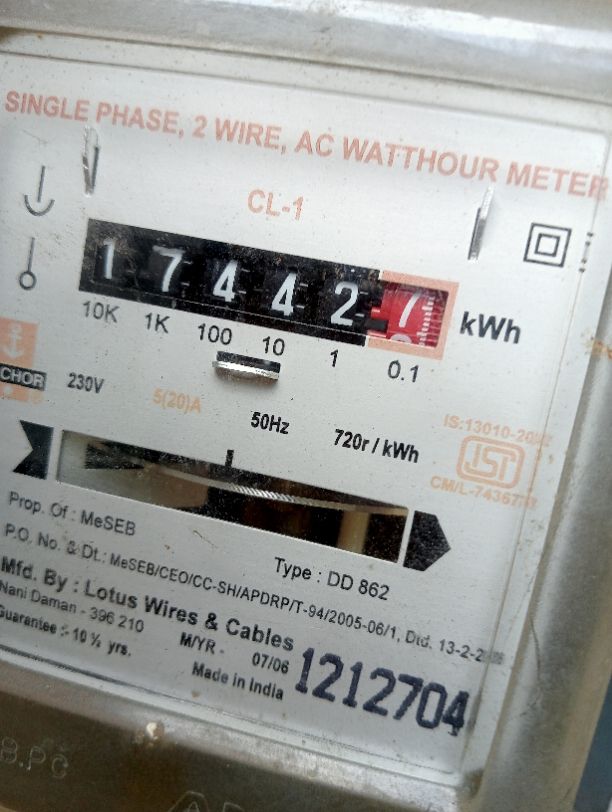 SINGLE PHASE, 2 WIRE, AC WATTHOUR METER
CL-1
1 7 4 4 2 7 kWh
10K 1K 100 10 1 0.1
230V 5(20)A 50Hz 720r / kWh
IS:13010-
ISI
CM/L-
Prop. Of : MeSEB
Type : DD 862
P.O. No. & Dt.: MeSEB/CEO/CC-SH/APDRP/T-94/2005-06/1, Dtd. 13-2-
Mfd. By : Lotus Wires & Cables
Nani Daman - 396 210
M/YR - 07/06
Guarantee :- 10 ½ yrs.
Made in India
1212704